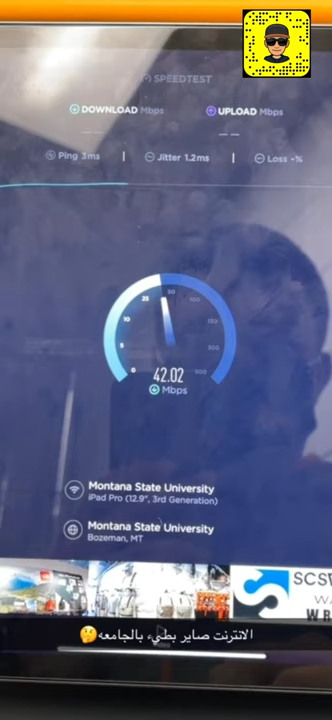 SPEEDTEST
DOWNLOAD Mbps UPLOAD Mbps
Ping 3ms | Jitter 1.2ms | Loss -%
0
5
10
25
50
100
150
300
500
42.02
Mbps
Montana State University
iPad Pro (12.9", 3rd Generation)
Montana State University
Bozeman, MT
الانترنت صاير بطيء بالجامعه🤔